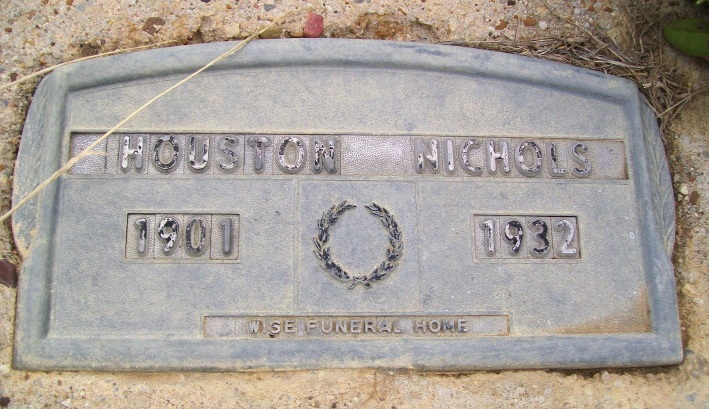 HOUSTON NICHOLS
1901 1932
WISE FUNERAL HOME